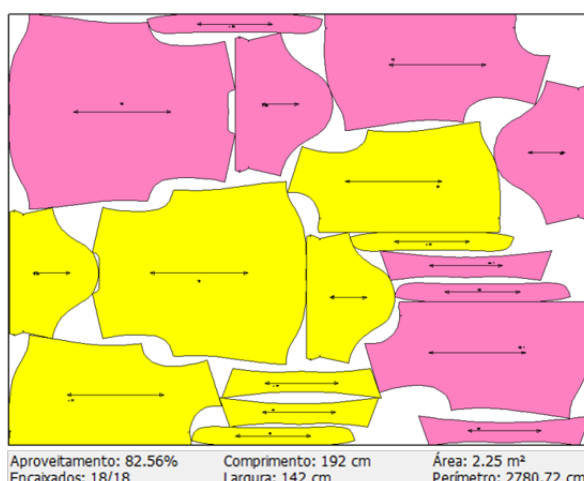 Aproveitamento: 82.56% Comprimento: 192 cm Área: 2.25 m²
Encaixados: 18/18 Largura: 142 cm Perímetro: 2780.72 cm